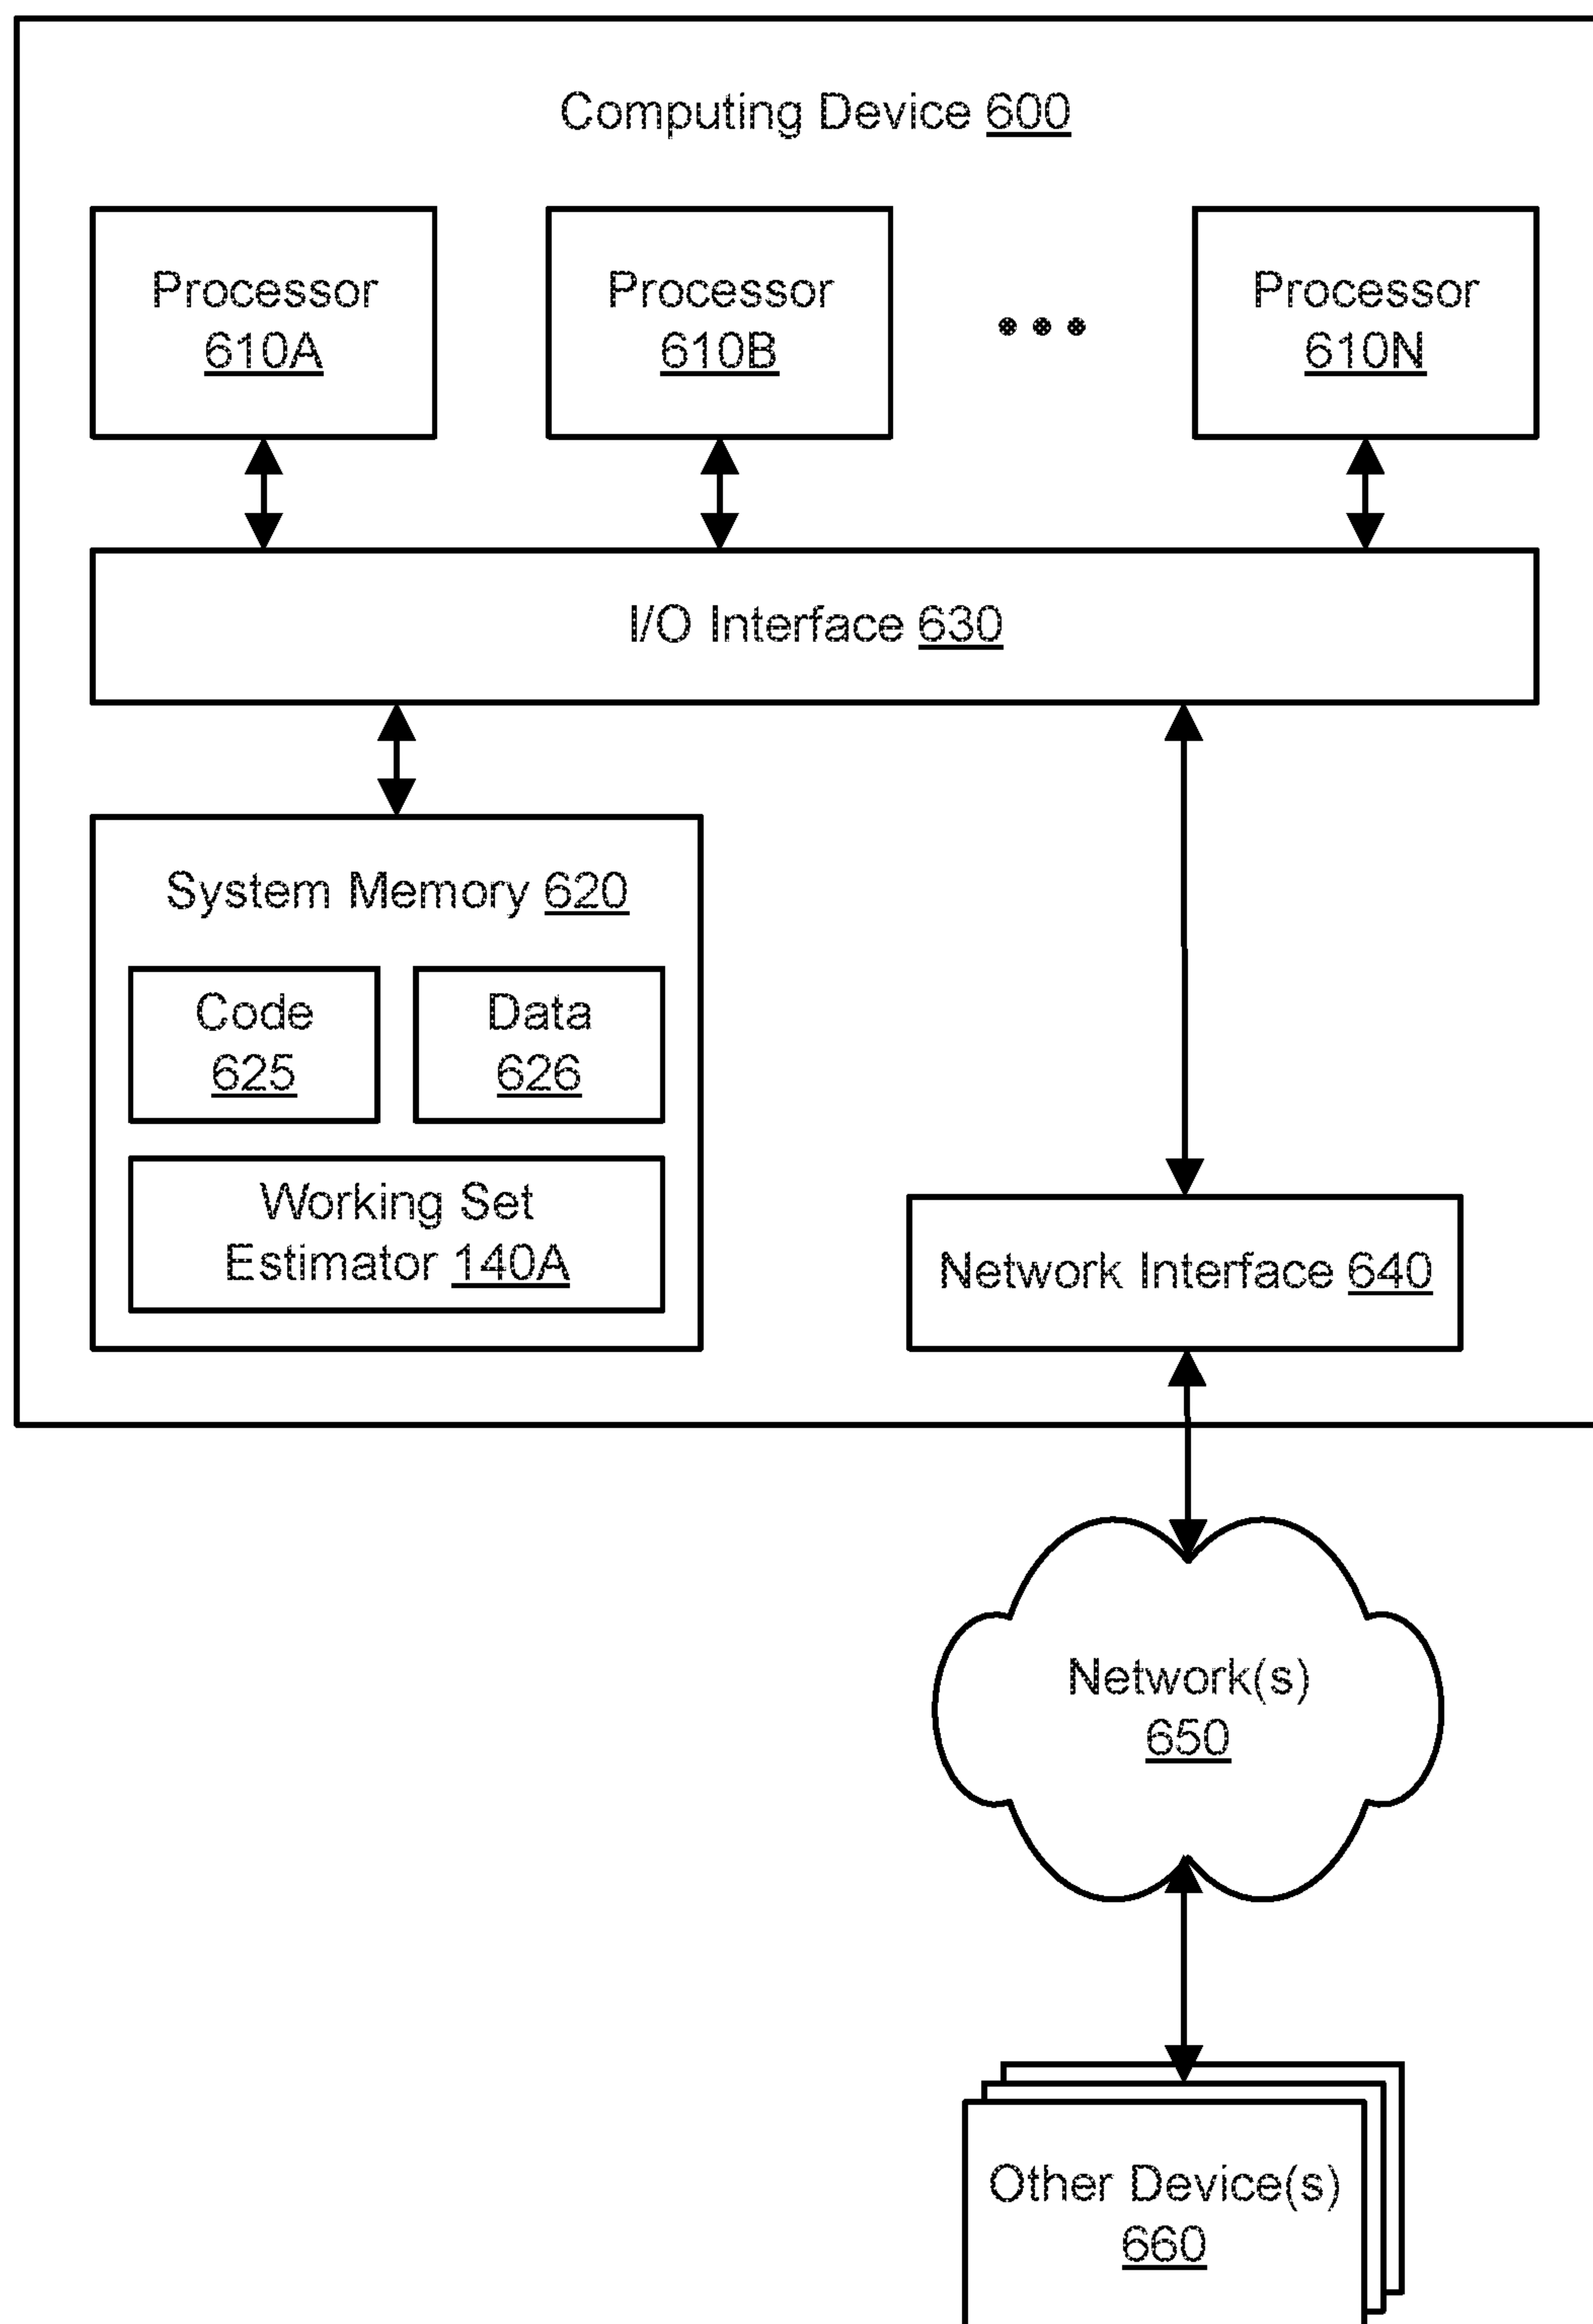 Computing Device 600
Processor
610A
Processor
610B
Processor
610N
I/O Interface 630
System Memory 620
Code
625
Data
626
Working Set
Estimator 140A
Network Interface 640
Network(s)
650
Other Device(s)
660